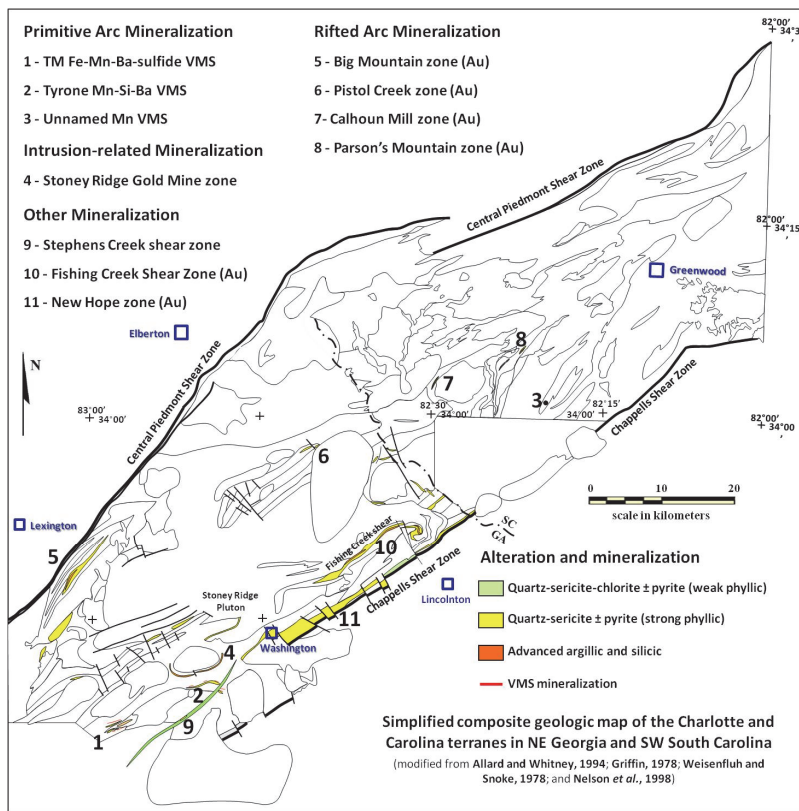 Primitive Arc Mineralization
1 - TM Fe-Mn-Ba-sulfide VMS
2 - Tyrone Mn-Si-Ba VMS
3 - Unnamed Mn VMS
Intrusion-related Mineralization
4 - Stoney Ridge Gold Mine zone
Other Mineralization
9 - Stephens Creek shear zone
10 - Fishing Creek Shear Zone (Au)
11 - New Hope zone (Au)
Rifted Arc Mineralization
5 - Big Mountain zone (Au)
6 - Pistol Creek zone (Au)
7 - Calhoun Mill zone (Au)
8 - Parson's Mountain zone (Au)
82°00'
34°3
Central Piedmont Shear Zone
82°00'
34°15
Greenwood
Elberton
N
Central Piedmont Shear Zone
8
7
3
82°30'
34°00'
82°15'
34°00'
83°00'
34°00'
82°00'
34°00
Chappells Shear Zone
6
0 10 20
scale in kilometers
Lexington
5
SC
GA
Fishing Creek shear
10
Chappells Shear Zone
Lincolnton
11
Stoney Ridge
Pluton
Washington
4
2
9
1
Alteration and mineralization
Quartz-sericite-chlorite ± pyrite (weak phyllic)
Quartz-sericite ± pyrite (strong phyllic)
Advanced argillic and silicic
VMS mineralization
Simplified composite geologic map of the Charlotte and
Carolina terranes in NE Georgia and SW South Carolina
(modified from Allard and Whitney, 1994; Griffin, 1978; Weisenfluh and
Snoke, 1978; and Nelson et al., 1998)